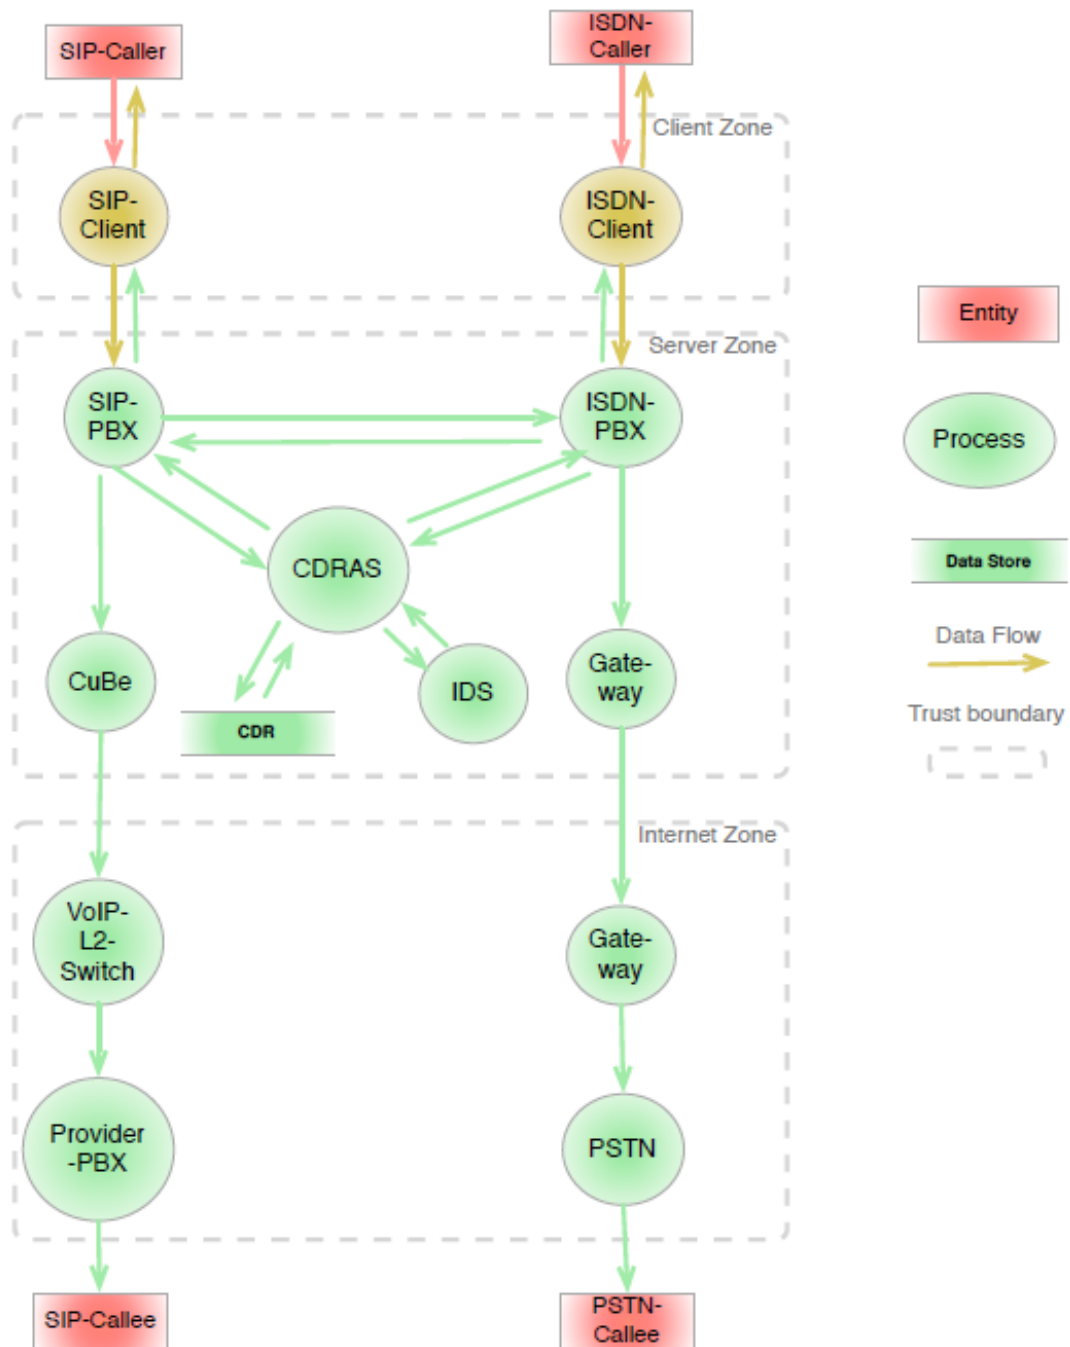 SIP-Caller
ISDN-
Caller
Client Zone
SIP-
Client
ISDN-
Client
Server Zone
SIP-
PBX
ISDN-
PBX
CDRAS
CuBe
IDS
Gate-
way
CDR
Internet Zone
VoIP-
L2-
Switch
Gate-
way
Provider
-PBX
PSTN
SIP-Callee
PSTN-
Callee
Entity
Process
Data Store
Data Flow
Trust boundary